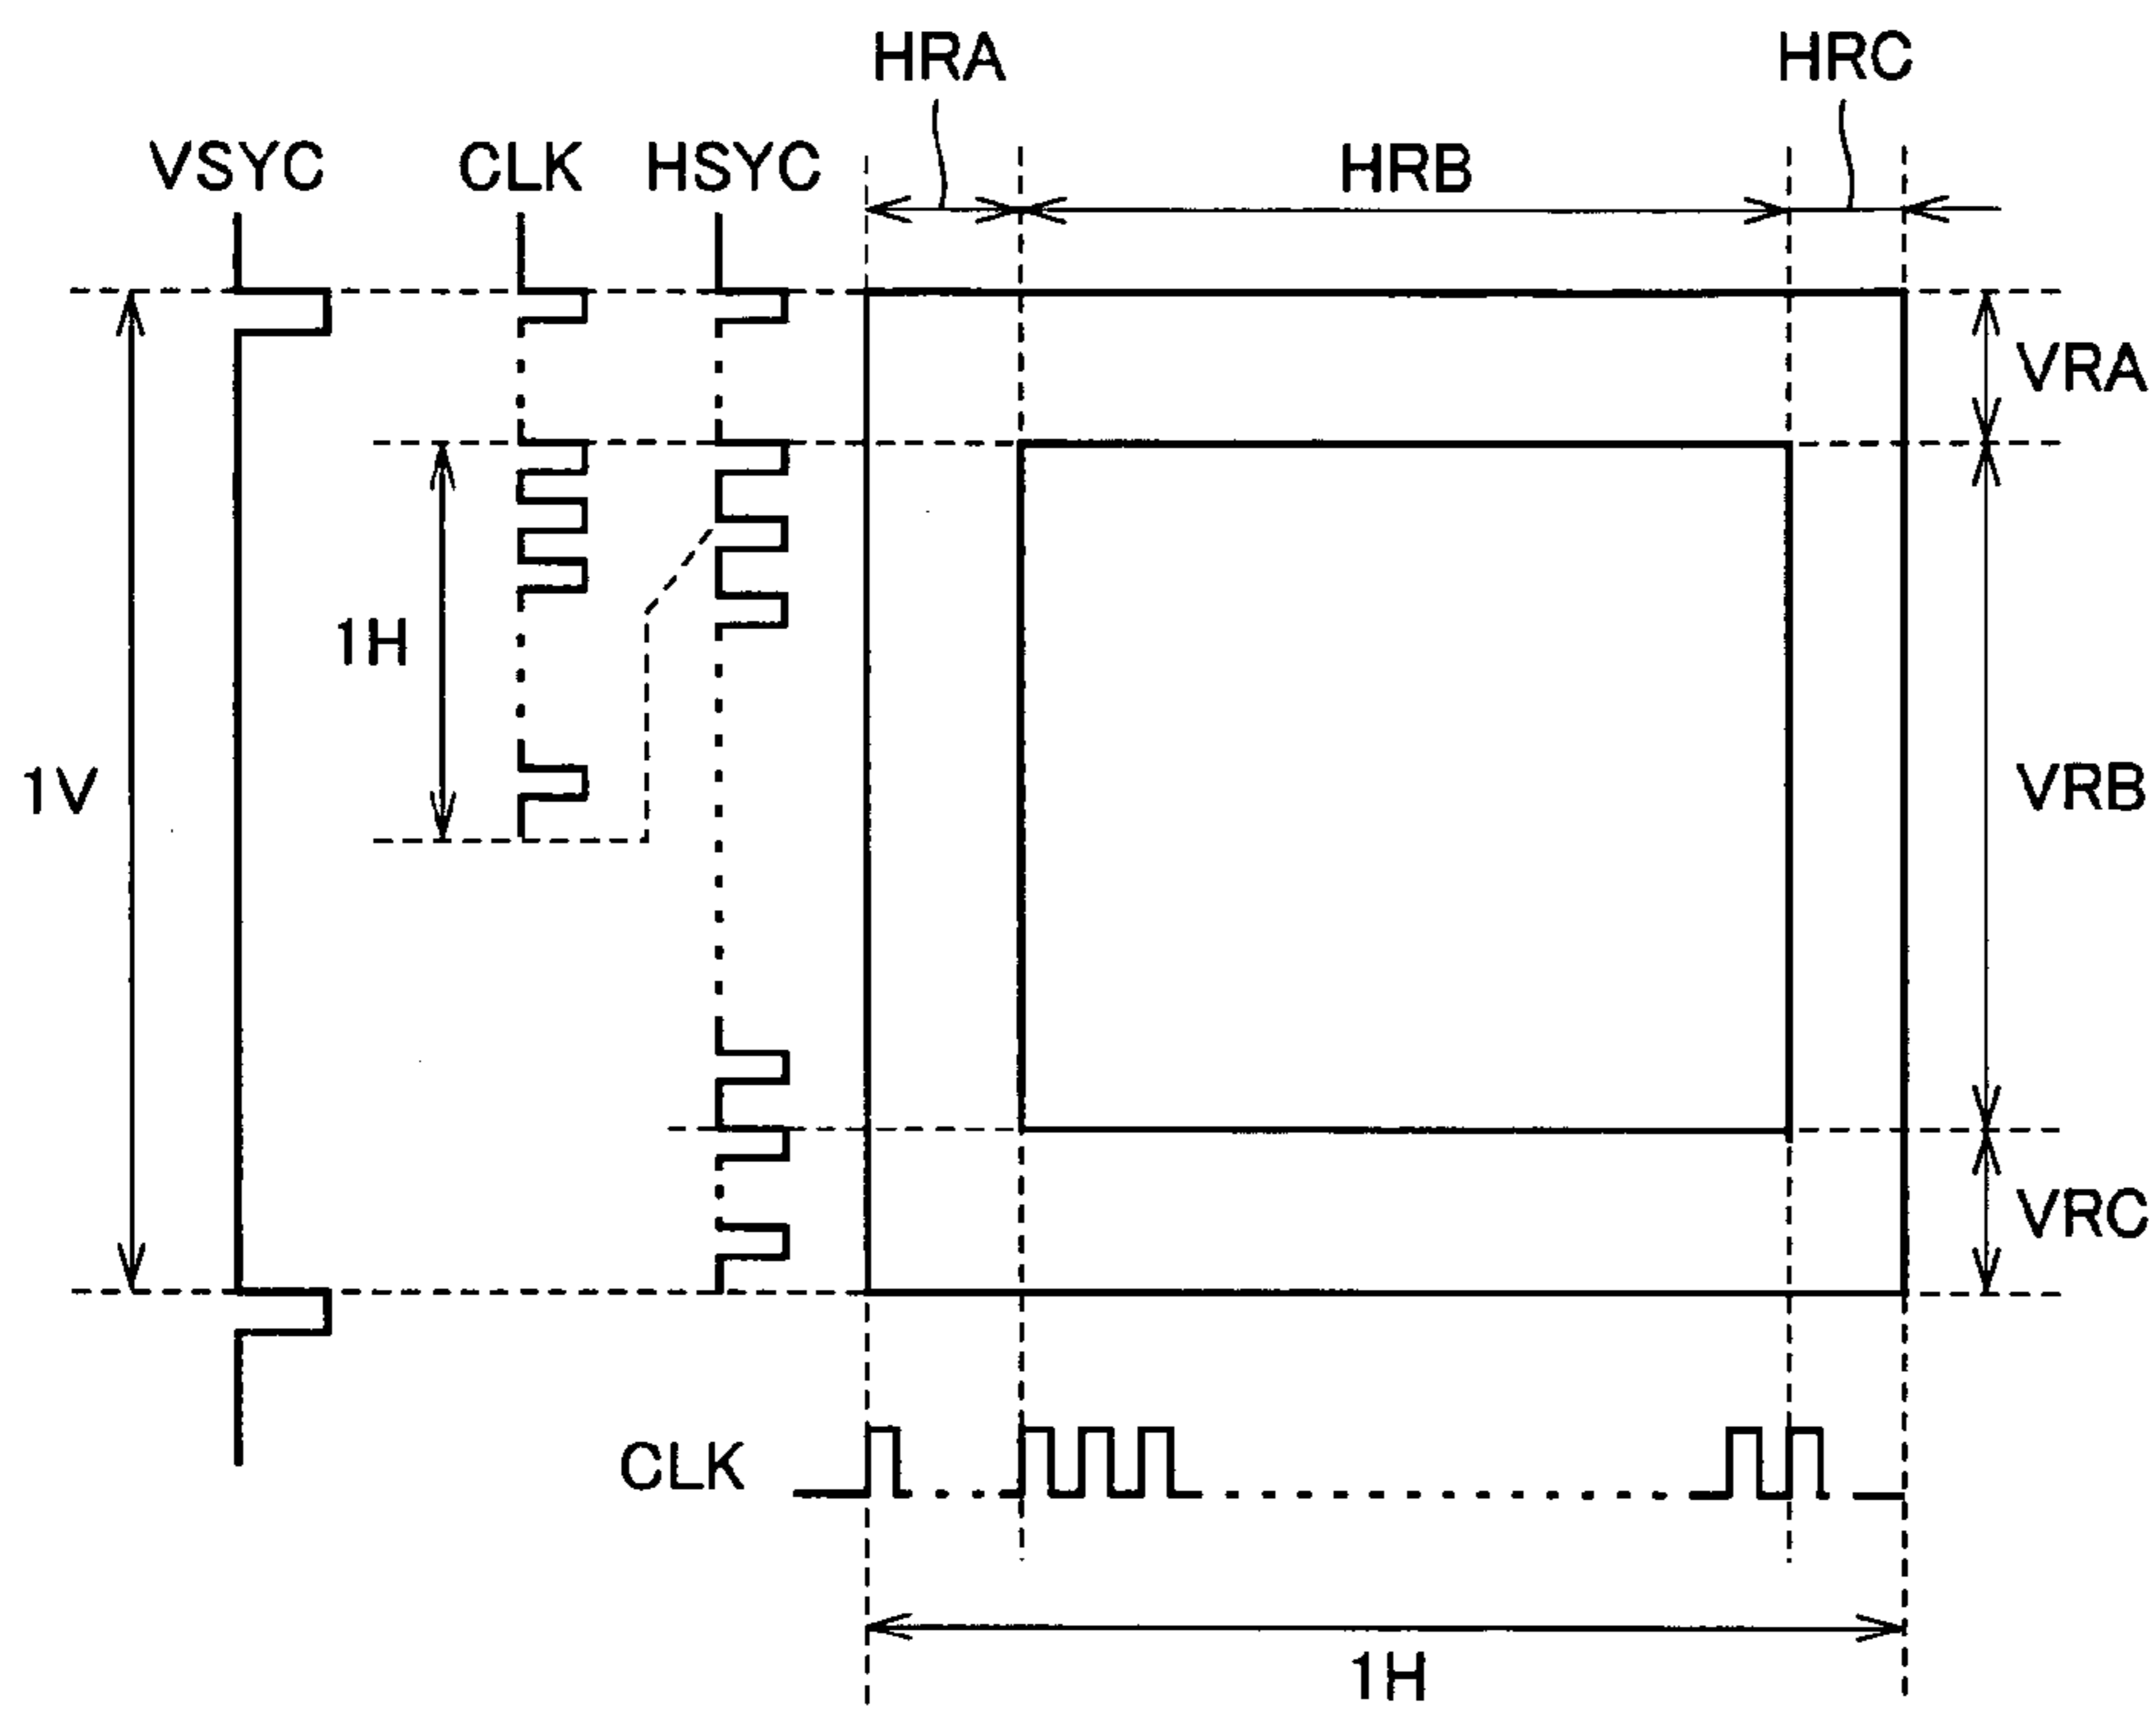 HRA
HRC
VSYC
CLK
HSYC
HRB
VRA
1H
1V
VRB
VRC
CLK
1H